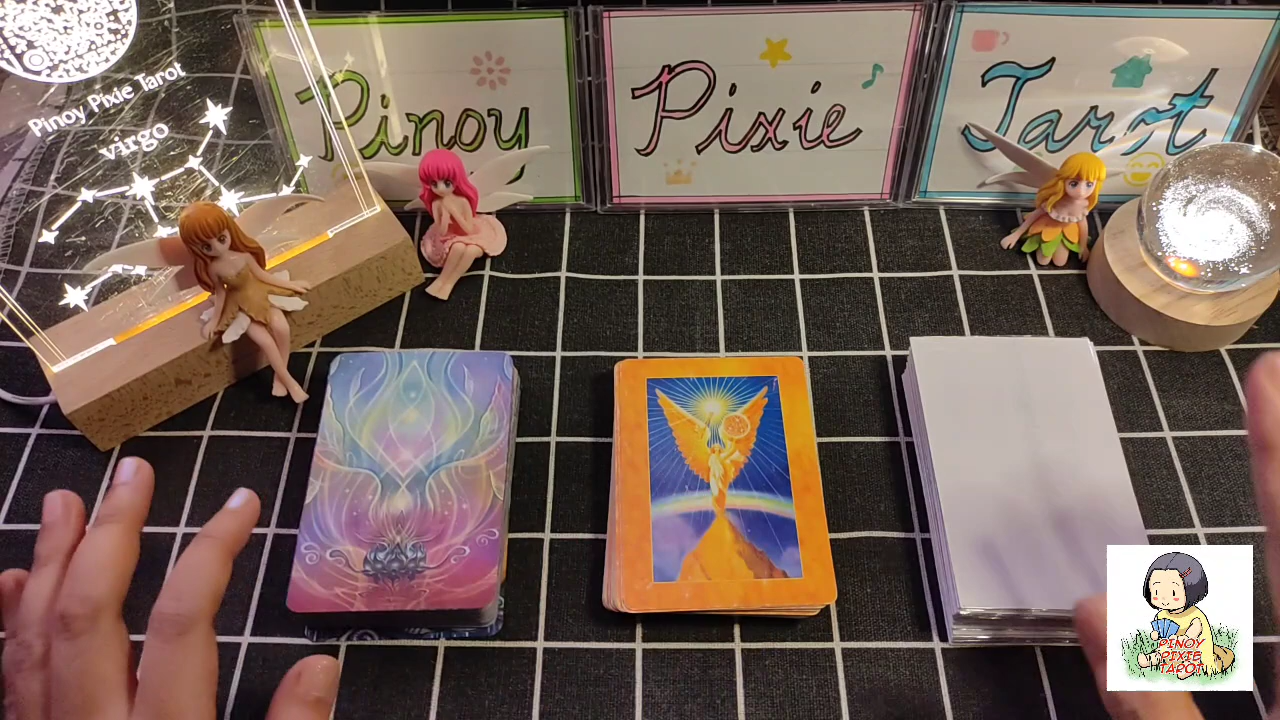 Pinoy Pixie Tarot
virgo
Pinoy
Pixie
Tarot
PINOY
PIXIE
TAROT